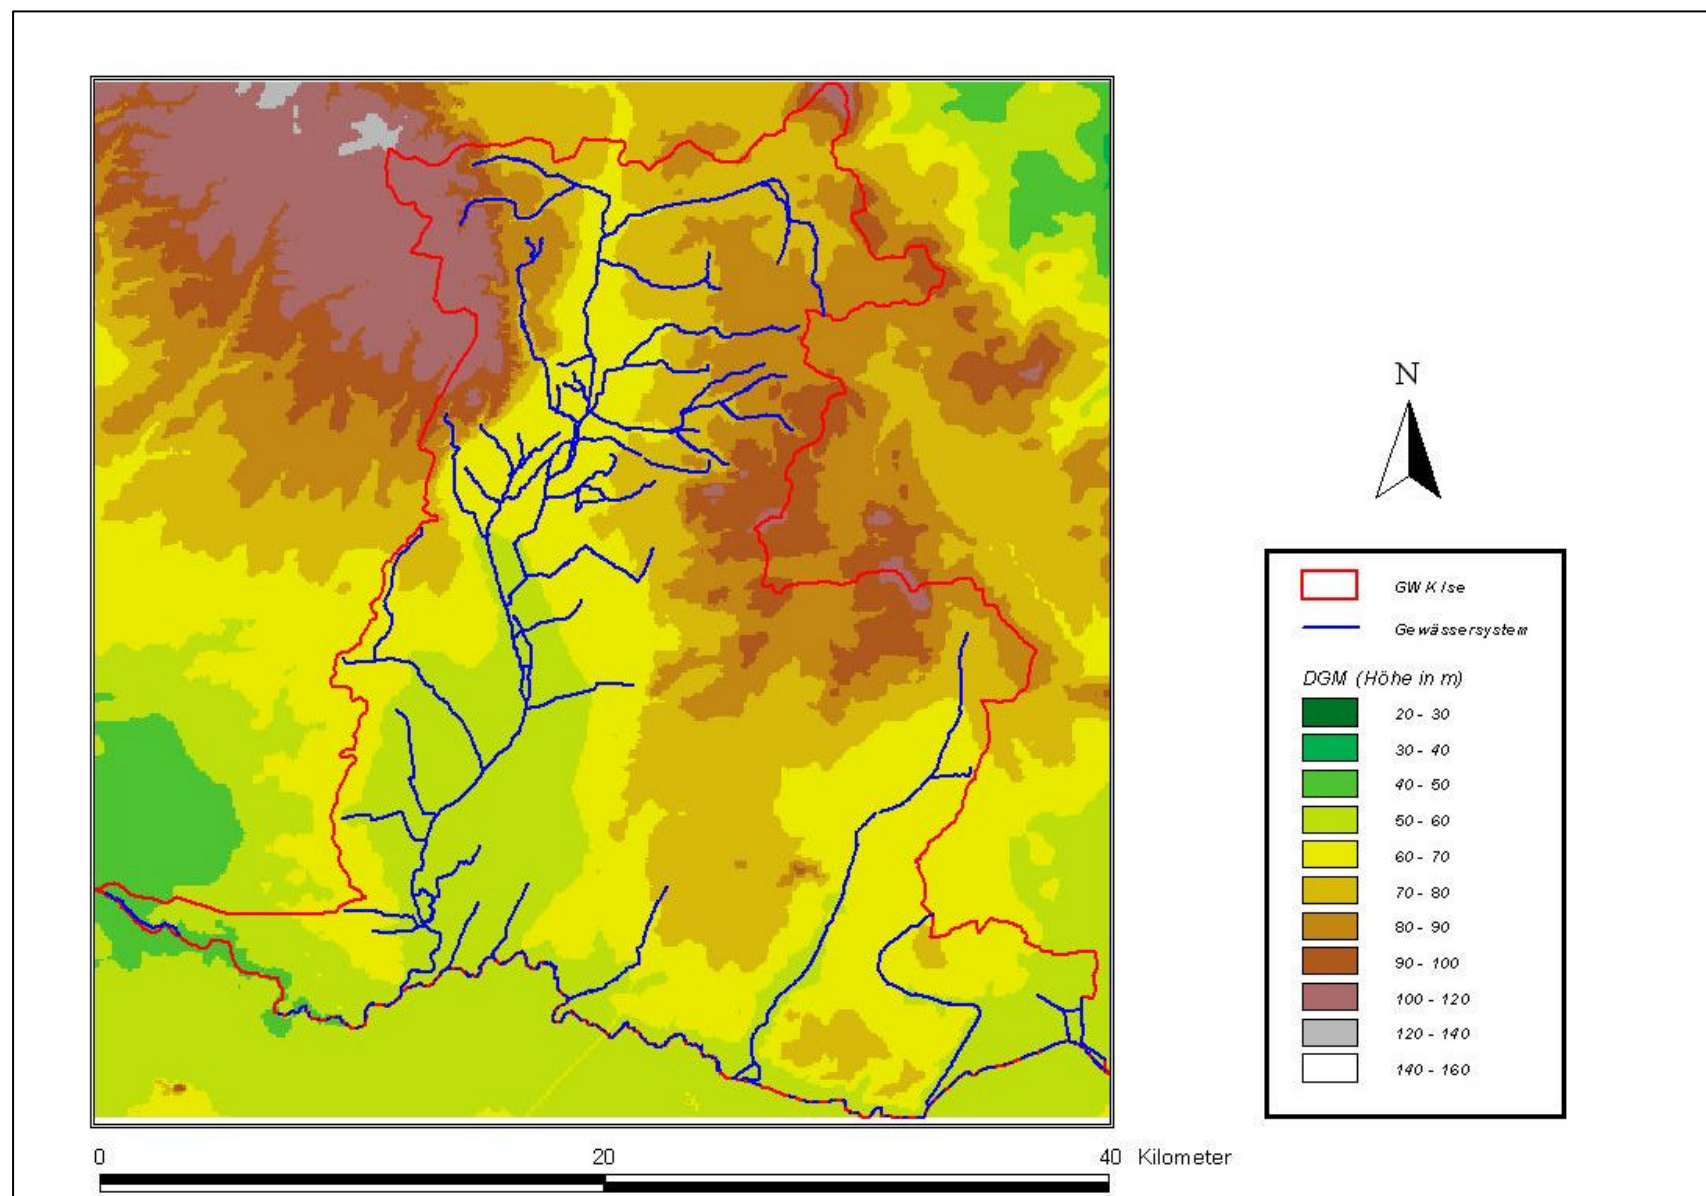 N
GWK Ise
Gewässersystem
DGM (Höhe in m)
20 - 30
30 - 40
40 - 50
50 - 60
60 - 70
70 - 80
80 - 90
90 - 100
100 - 120
120 - 140
140 - 160
0 20 40 Kilometer